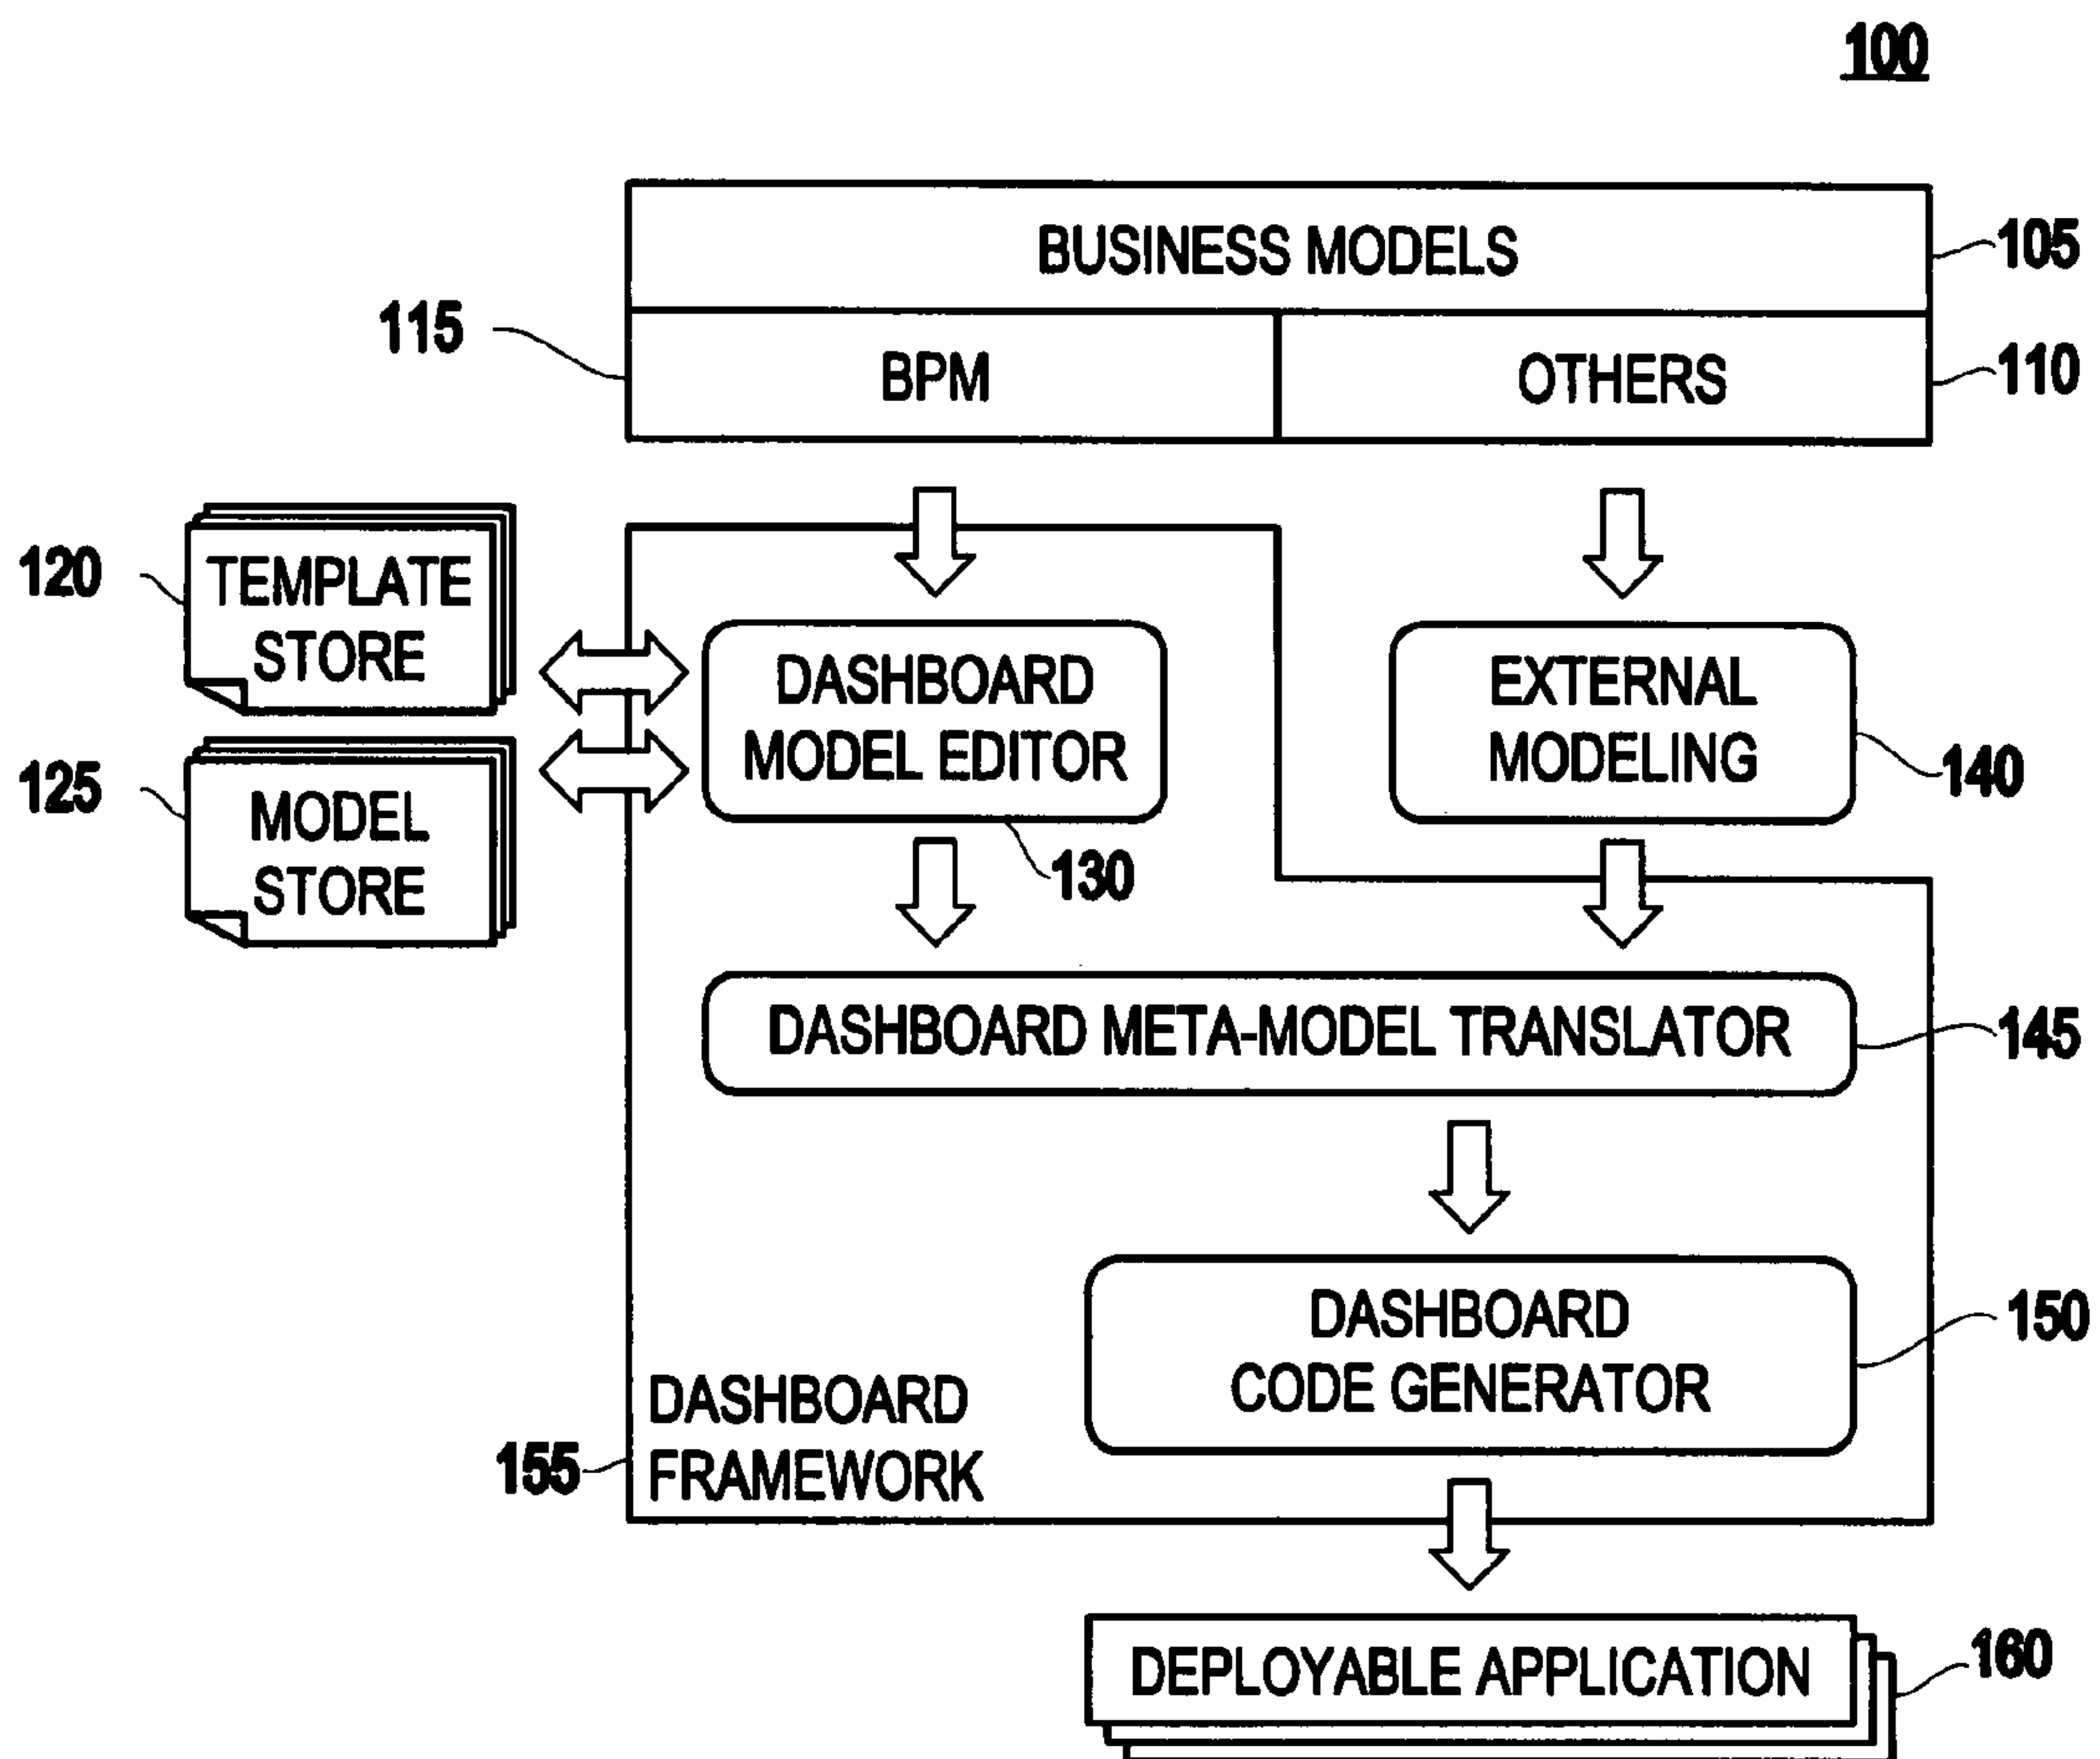 100
BUSINESS MODELS
105
115
BPM
OTHERS
110
120
TEMPLATE
STORE
DASHBOARD
MODEL EDITOR
EXTERNAL
MODELING
140
125
MODEL
STORE
130
DASHBOARD META-MODEL TRANSLATOR
145
DASHBOARD
CODE GENERATOR
150
DASHBOARD
FRAMEWORK
155
DEPLOYABLE APPLICATION
160